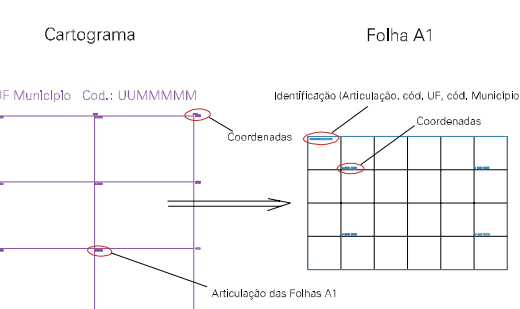 Cartograma
Folha A1
UF Município Cod.: UUMMMMM
Identificação (Articulação, cód, UF, cód, Município
Coordenadas
Coordenadas
Articulação das Folhas A1